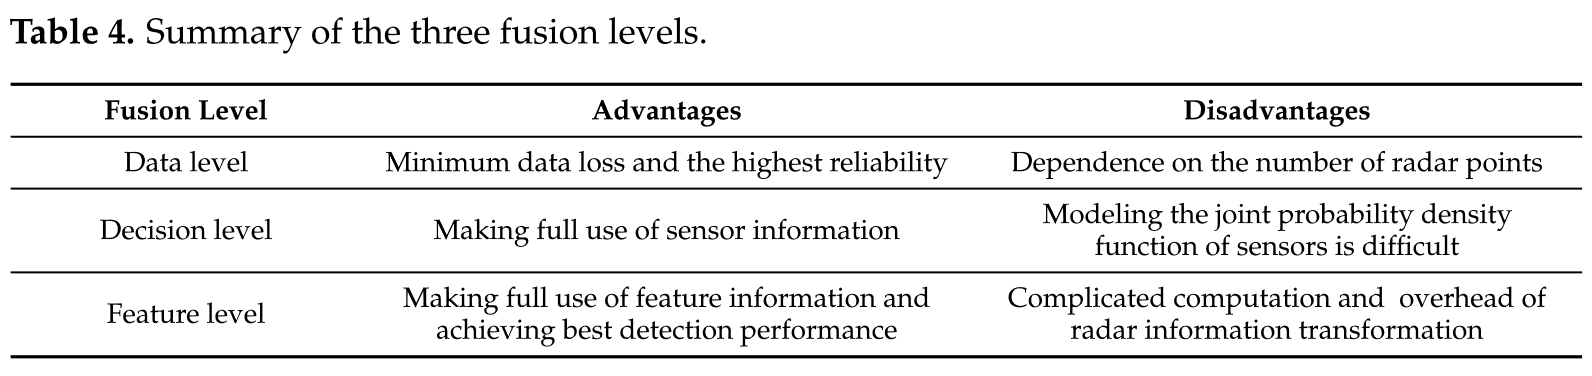 Table 4. Summary of the three fusion levels.
Fusion Level Advantages Disadvantages
Data level Minimum data loss and the highest reliability Dependence on the number of radar points
Decision level Making full use of sensor information Modeling the joint probability density
function of sensors is difficult
Feature level Making full use of feature information and
achieving best detection performance Complicated computation and overhead of
radar information transformation